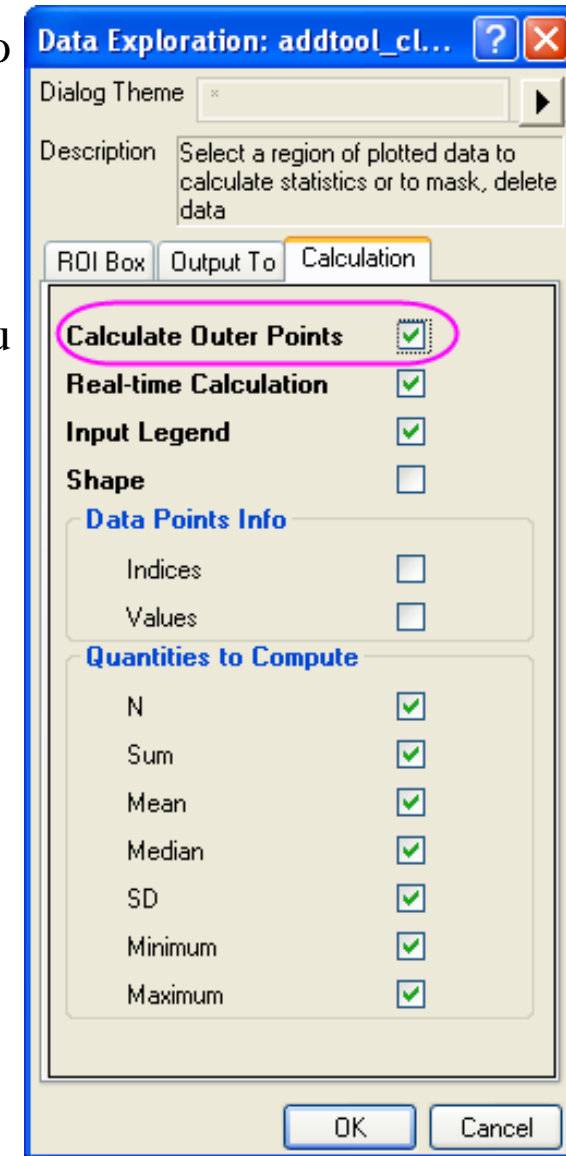 o
Data Exploration: addtool_cl...
Dialog Theme *
Description Select a region of plotted data to
calculate statistics or to mask, delete
data
ROI Box Output To Calculation
u
Calculate Outer Points
Real-time Calculation
Input Legend
Shape
Data Points Info
Indices
Values
Quantities to Compute
N
Sum
Mean
Median
SD
Minimum
Maximum
OK Cancel